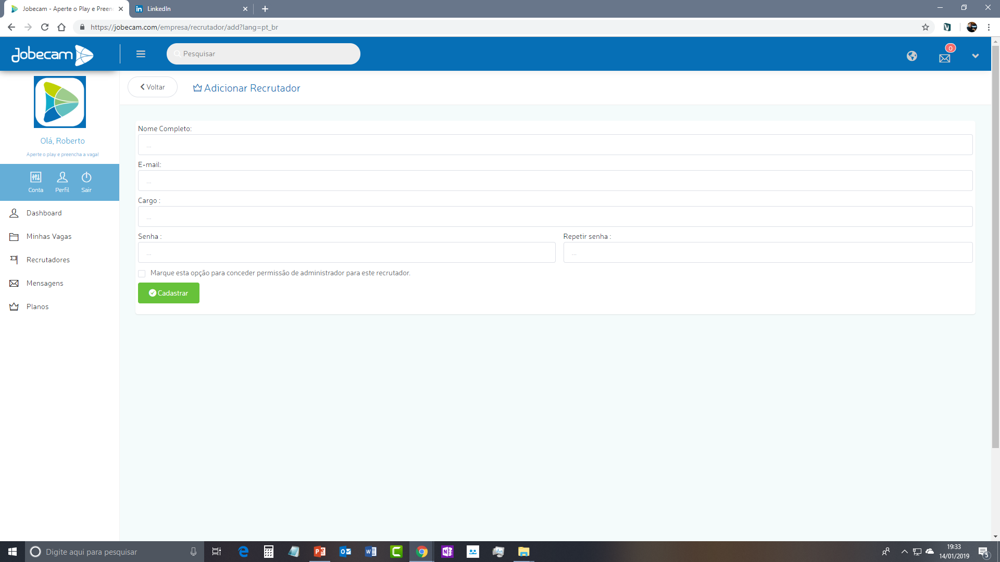 Jobecam - Aperte o Play e Preen
LinkedIn
https://jobecam.com/empresa/recrutador/add?lang=pt_br
Jobecam
Pesquisar
0
Voltar
Adicionar Recrutador
Olá, Roberto
Aperte o play e preencha a vaga!
Conta Perfil Sair
Dashboard
Minhas Vagas
Recrutadores
Mensagens
Planos
Nome Completo:
...
E-mail:
...
Cargo :
...
Senha :
...
Repetir senha :
...
Marque esta opção para conceder permissão de administrador para este recrutador.
Cadastrar
Digite aqui para pesquisar
19:33
14/01/2019
5